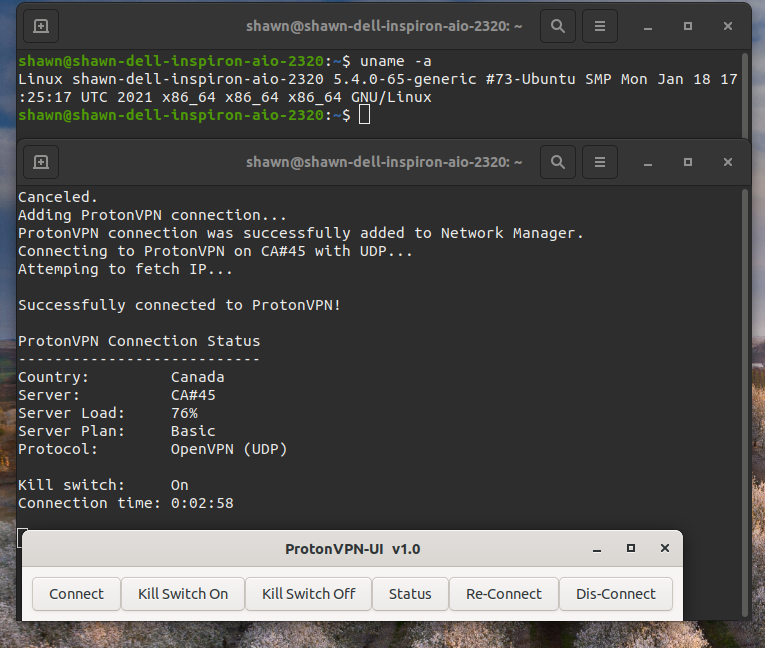 shawn@shawn-dell-inspiron-aio-2320: ~
shawn@shawn-dell-inspiron-aio-2320:~$ uname -a
Linux shawn-dell-inspiron-aio-2320 5.4.0-65-generic #73-Ubuntu SMP Mon Jan 18 17
:25:17 UTC 2021 x86_64 x86_64 x86_64 GNU/Linux
shawn@shawn-dell-inspiron-aio-2320:~$
shawn@shawn-dell-inspiron-aio-2320: ~
Canceled.
Adding ProtonVPN connection...
ProtonVPN connection was successfully added to Network Manager.
Connecting to ProtonVPN on CA#45 with UDP...
Attemping to fetch IP...
Successfully connected to ProtonVPN!
ProtonVPN Connection Status
---------------------------
Country: Canada
Server: CA#45
Server Load: 76%
Server Plan: Basic
Protocol: OpenVPN (UDP)
Kill switch: On
Connection time: 0:02:58
ProtonVPN-UI v1.0
Connect Kill Switch On Kill Switch Off Status Re-Connect Dis-Connect